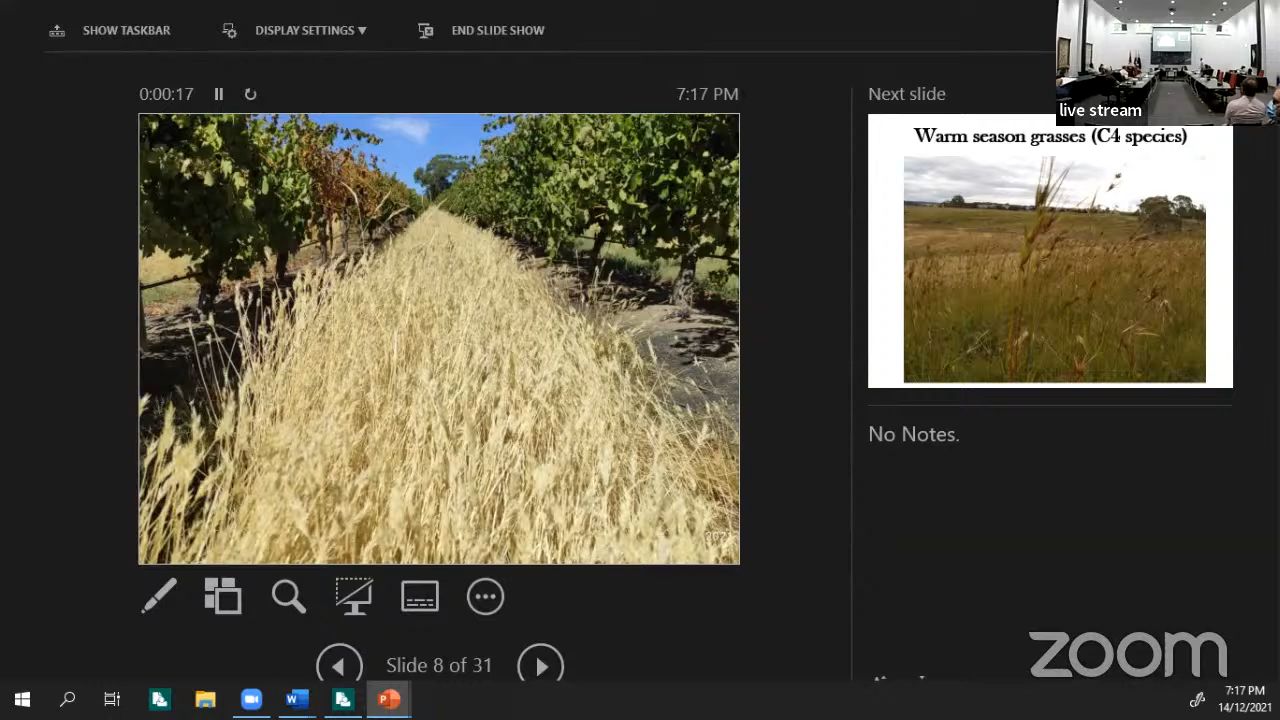 SHOW TASKBAR
DISPLAY SETTINGS ▼
END SLIDE SHOW
live stream
0:00:17
7:17 PM
Next slide
Warm season grasses (C4 species)
No Notes.
Slide 8 of 31
zoom
7:17 PM
14/12/2021